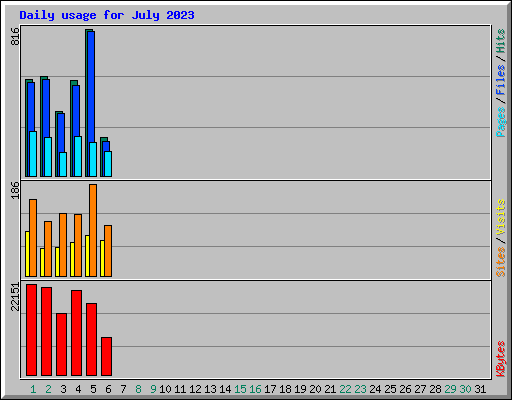 Daily usage for July 2023
816
Pages/Files/Hits
186
Sites/Visits
22151
KBytes
1 2 3 4 5 6 7 8 9 10 11 12 13 14 15 16 17 18 19 20 21 22 23 24 25 26 27 28 29 30 31